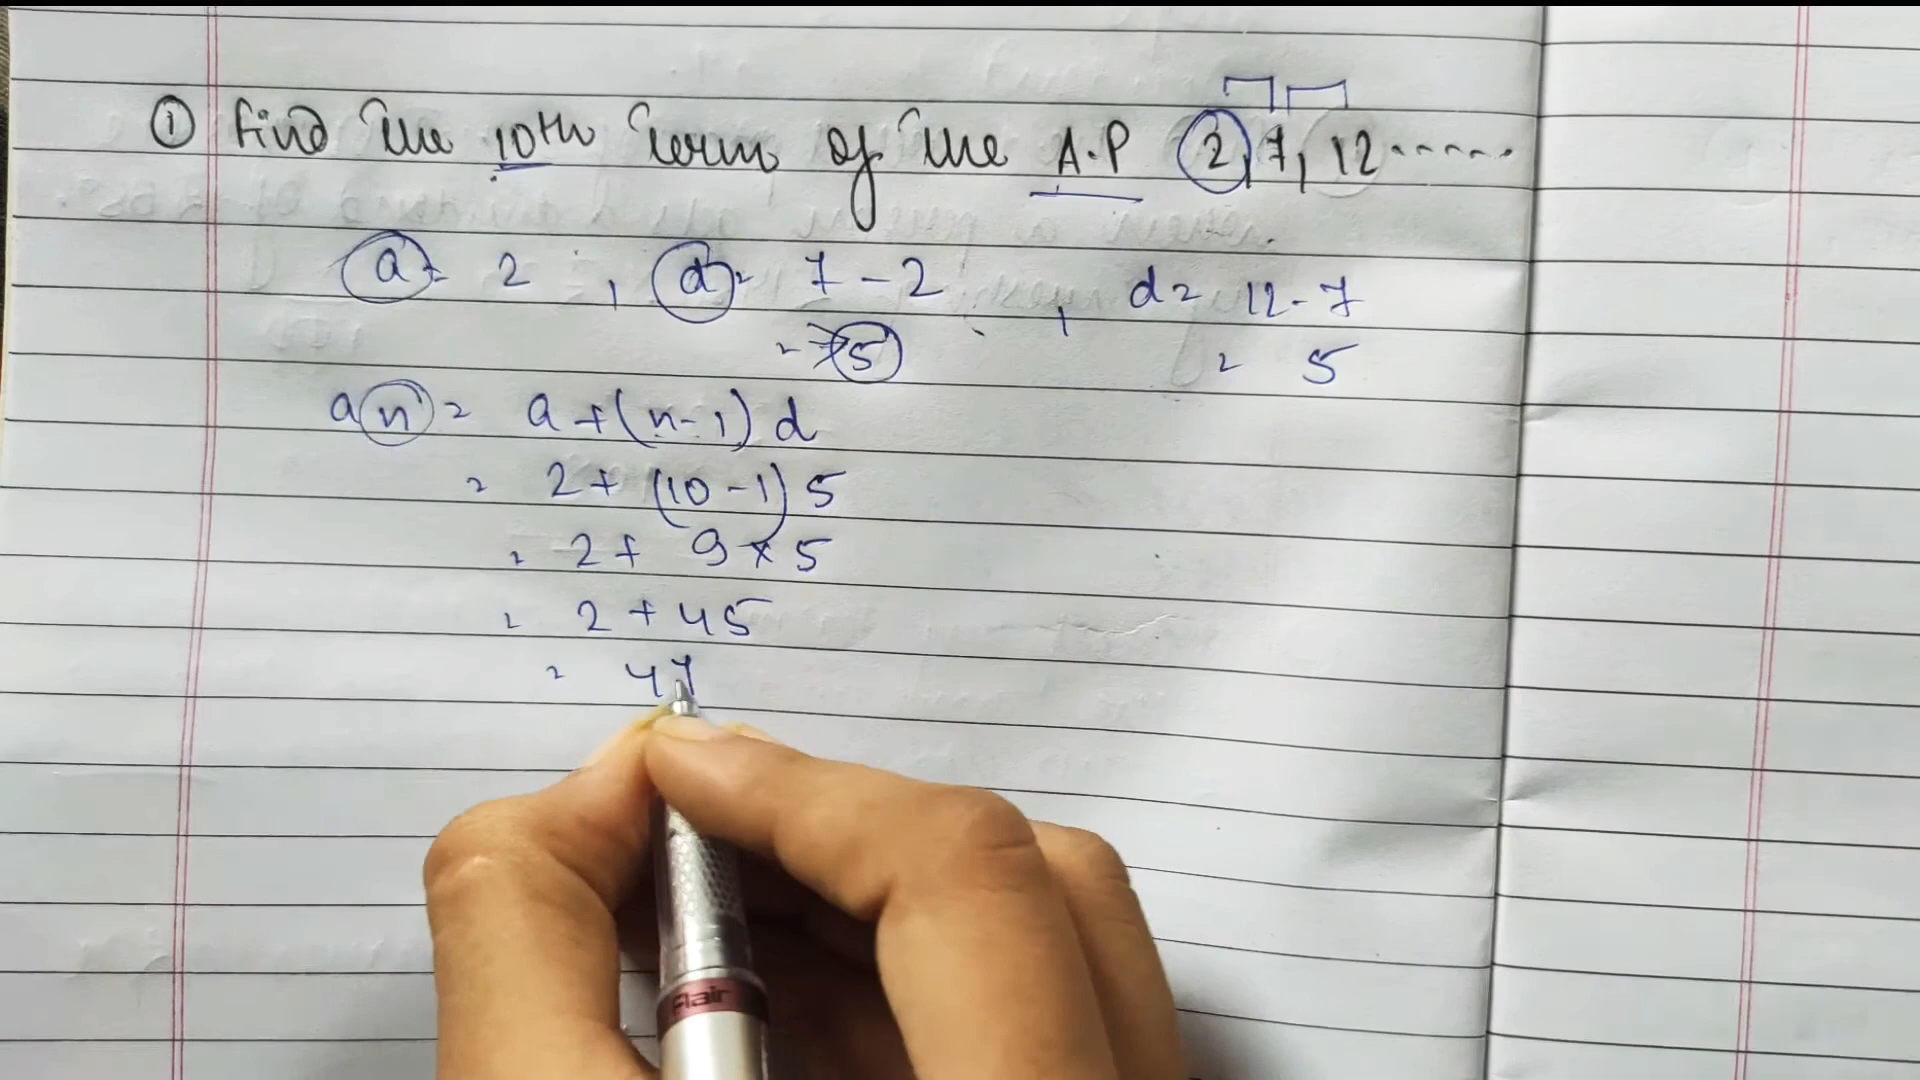 ① Find the 10th term of the A.P 2, 7, 12.....
a = 2 , d = 7 - 2 , d = 12 - 7
= 5 = 5
an = a + (n-1) d
= 2 + (10 - 1) 5
= 2 + 9 × 5
= 2 + 45
= 47
Flair